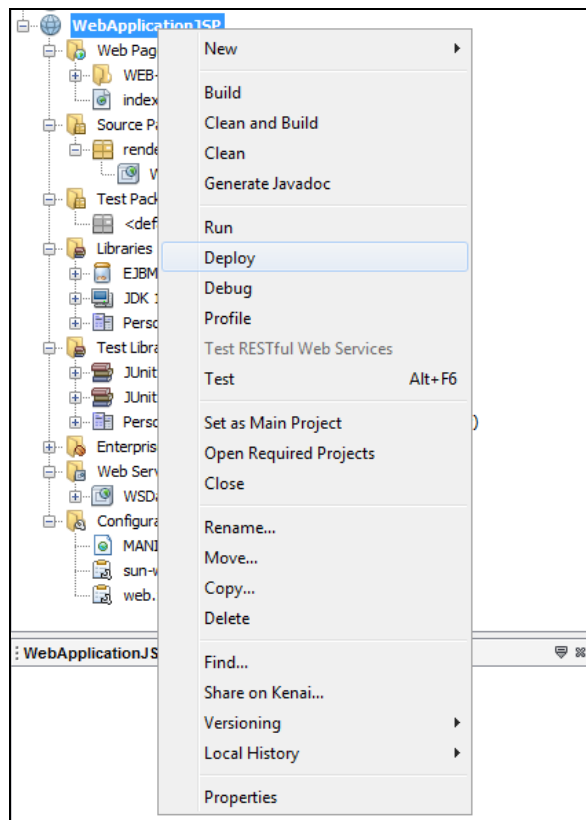 WebApplicationJSP
Web Pag
WEB-
index
Source Pa
rende
W
Test Pack
<def
Libraries
EJBM
JDK 1
Perso
Test Libra
JUnit
JUnit
Perso
)
Enterpris
Web Serv
WSDa
Configura
MANI
sun-w
web.
WebApplicationJS
New
Build
Clean and Build
Clean
Generate Javadoc
Run
Deploy
Debug
Profile
Test RESTful Web Services
Test Alt+F6
Set as Main Project
Open Required Projects
Close
Rename...
Move...
Copy...
Delete
Find...
Share on Kenai...
Versioning
Local History
Properties